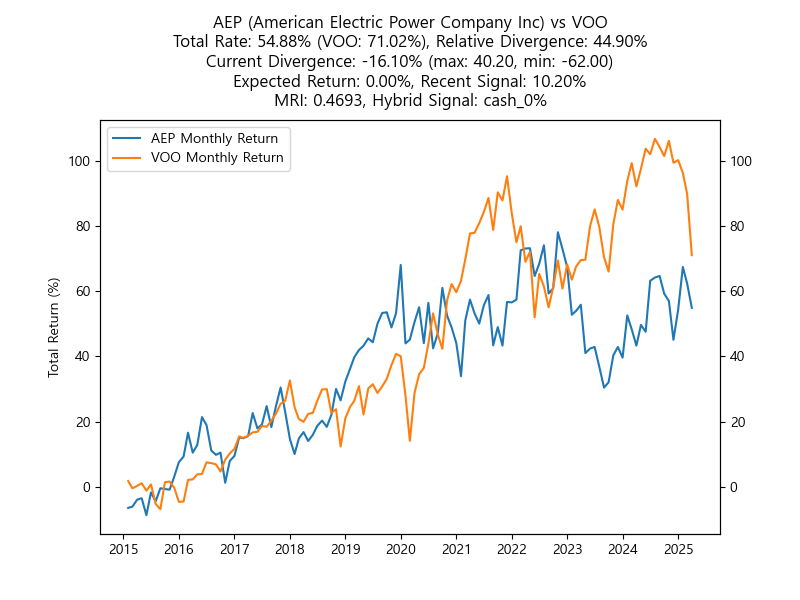 AEP (American Electric Power Company Inc) vs VOO
Total Rate: 54.88% (VOO: 71.02%), Relative Divergence: 44.90%
Current Divergence: -16.10% (max: 40.20, min: -62.00)
Expected Return: 0.00%, Recent Signal: 10.20%
MRI: 0.4693, Hybrid Signal: cash_0%
AEP Monthly Return
VOO Monthly Return
Total Return (%)
100
80
60
40
20
0
100
80
60
40
20
0
2015 2016 2017 2018 2019 2020 2021 2022 2023 2024 2025